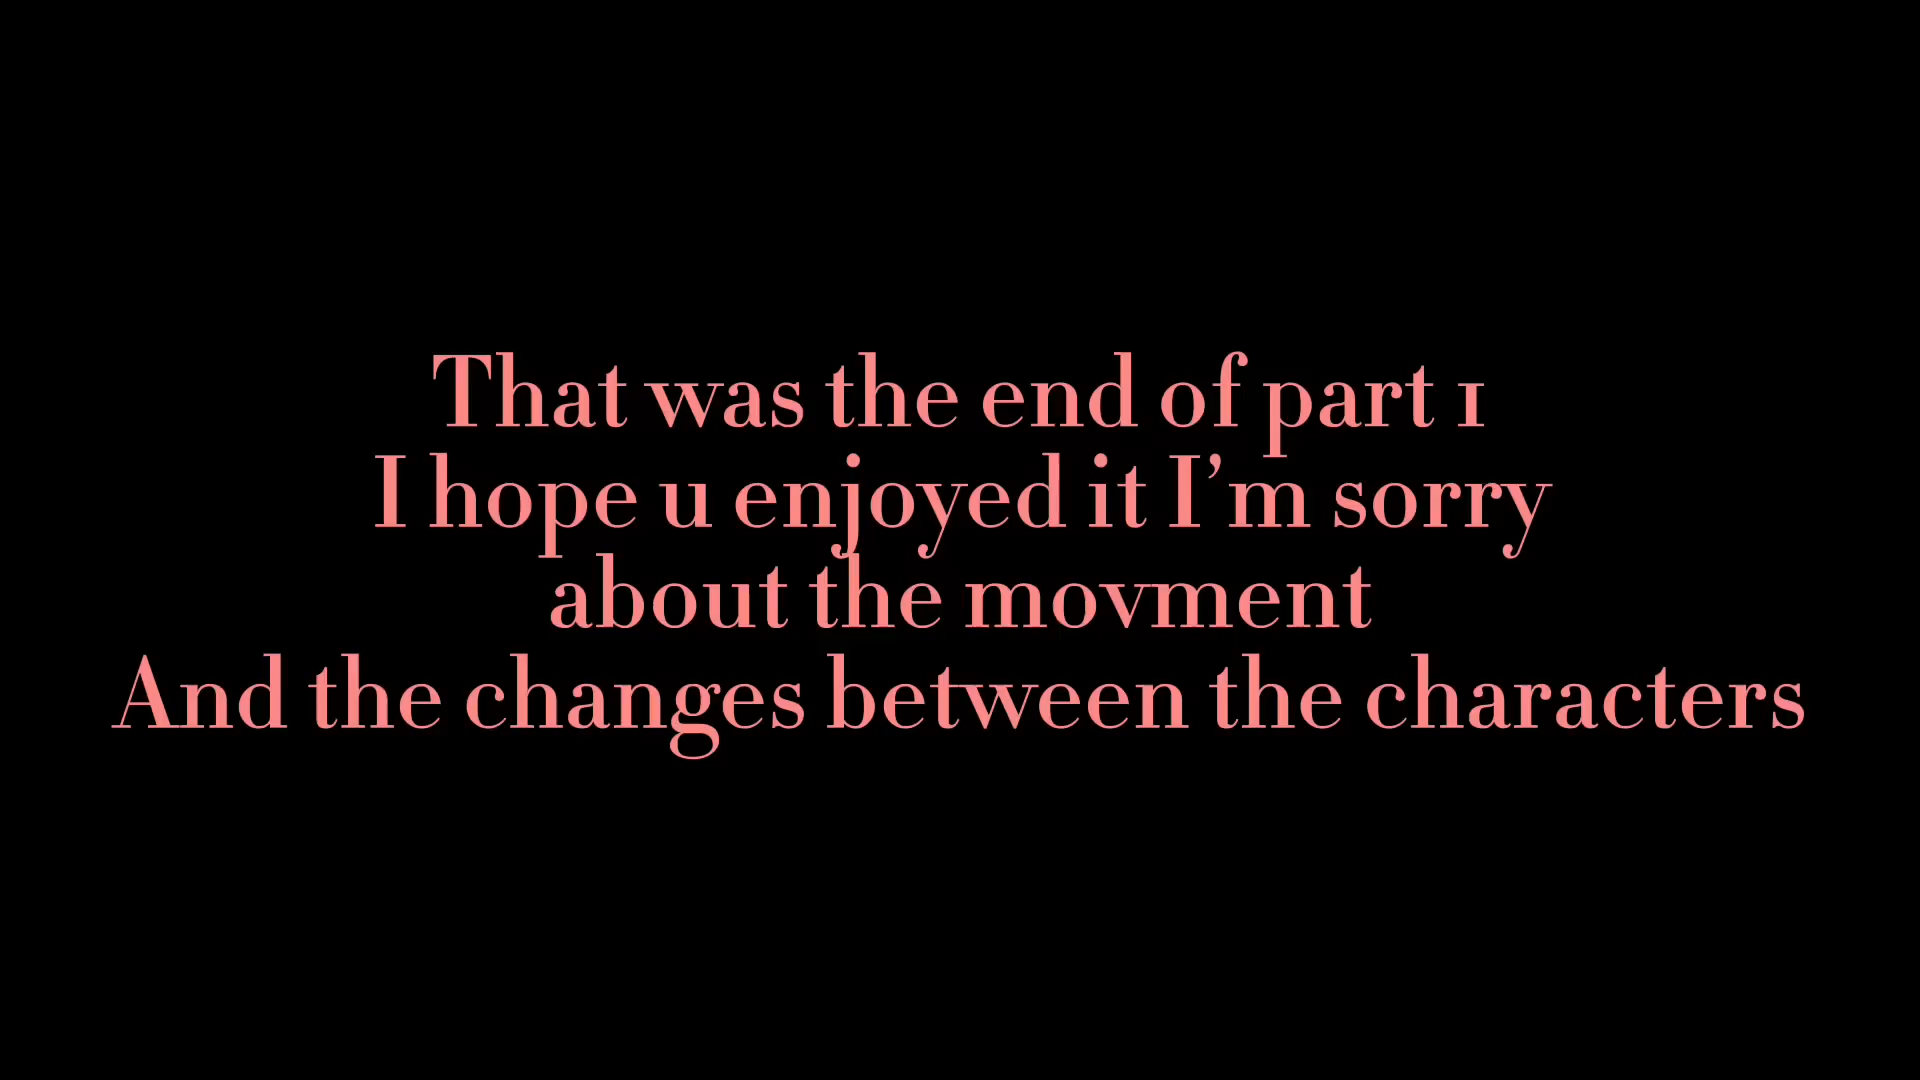 That was the end of part 1
I hope u enjoyed it I’m sorry
about the movment
And the changes between the characters